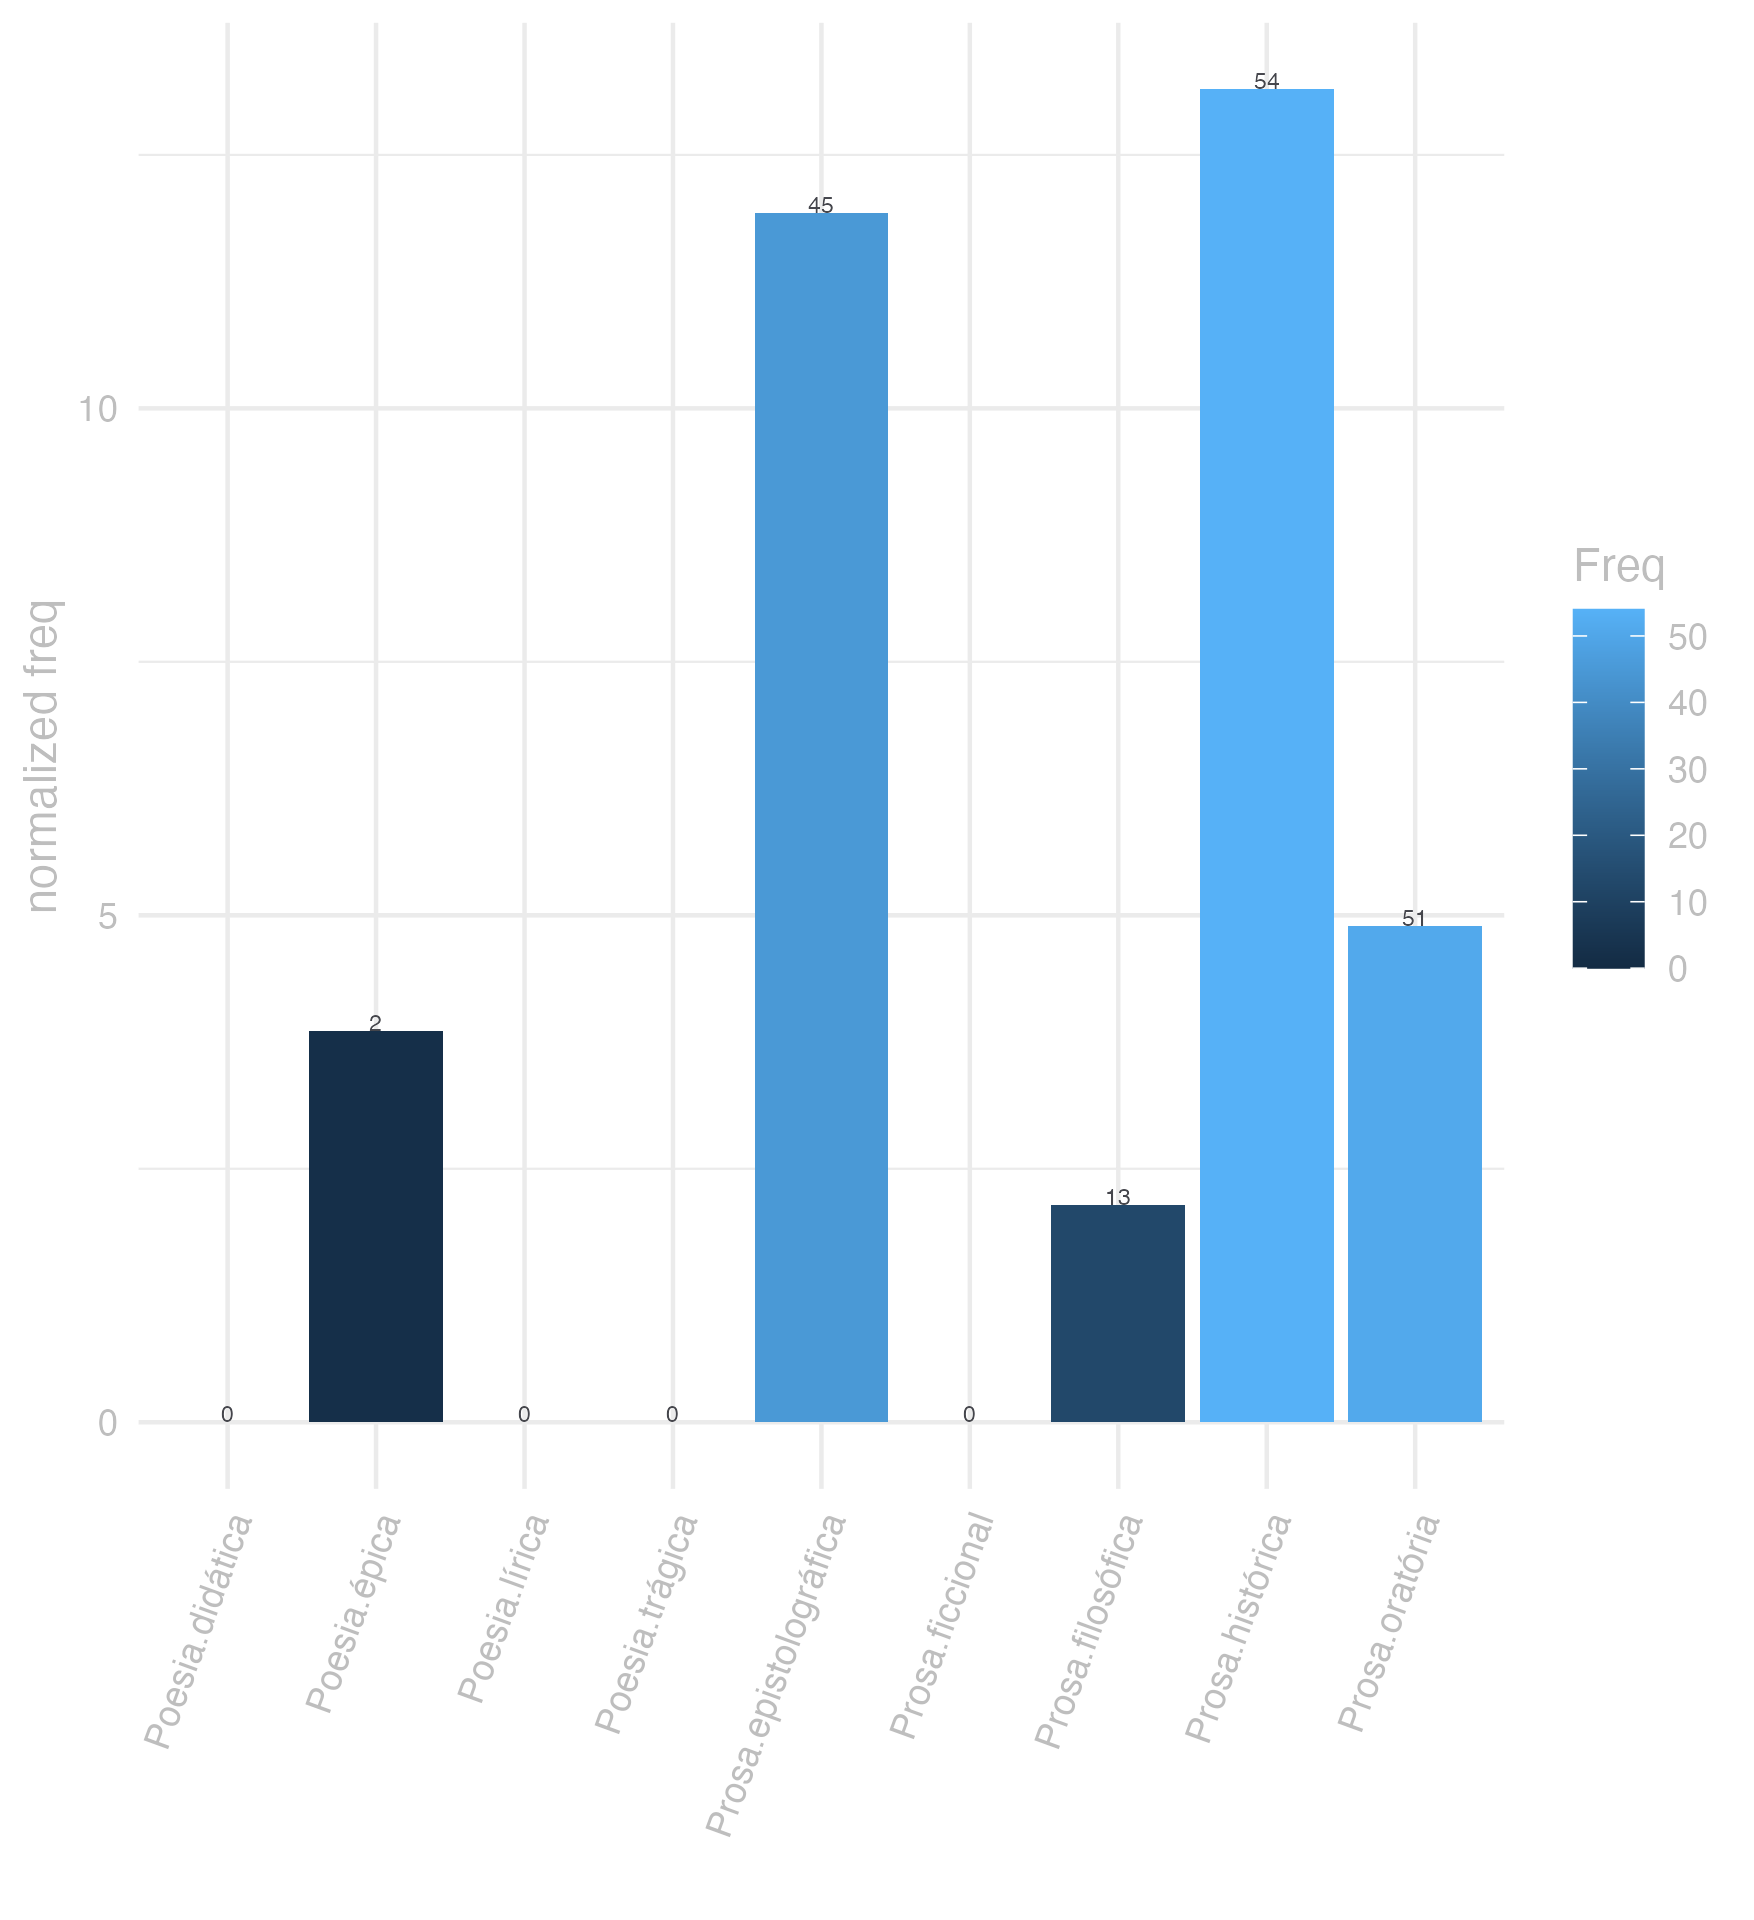 normalized freq
10
5
0
0
2
0
0
45
0
13
54
51
Poesia.didática
Poesia.épica
Poesia.lírica
Poesia.trágica
Prosa.epistolográfica
Prosa.ficcional
Prosa.filosófica
Prosa.histórica
Prosa.oratória
Freq
50
40
30
20
10
0